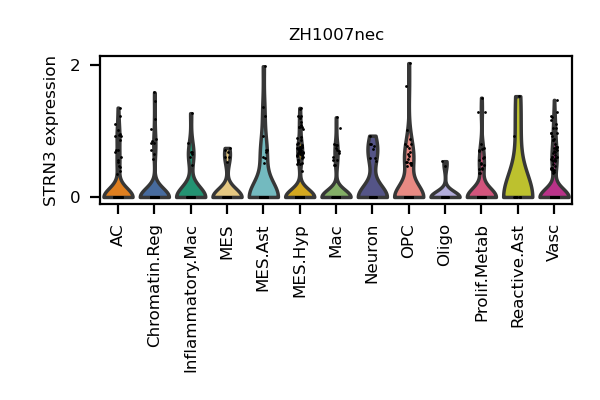 ZH1007nec
STRN3 expression
2
0
AC
Chromatin.Reg
Inflammatory.Mac
MES
MES.Ast
MES.Hyp
Mac
Neuron
OPC
Oligo
Prolif.Metab
Reactive.Ast
Vasc